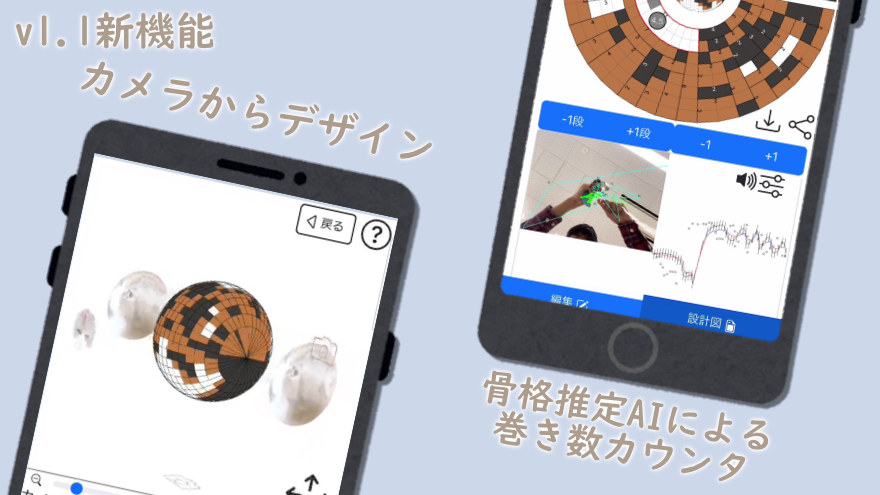 v1.1新機能
カメラからデザイン
戻る
?
-1段
+1段
-1
+1
編集
設計図
骨格推定AIによる
巻き数カウンタ